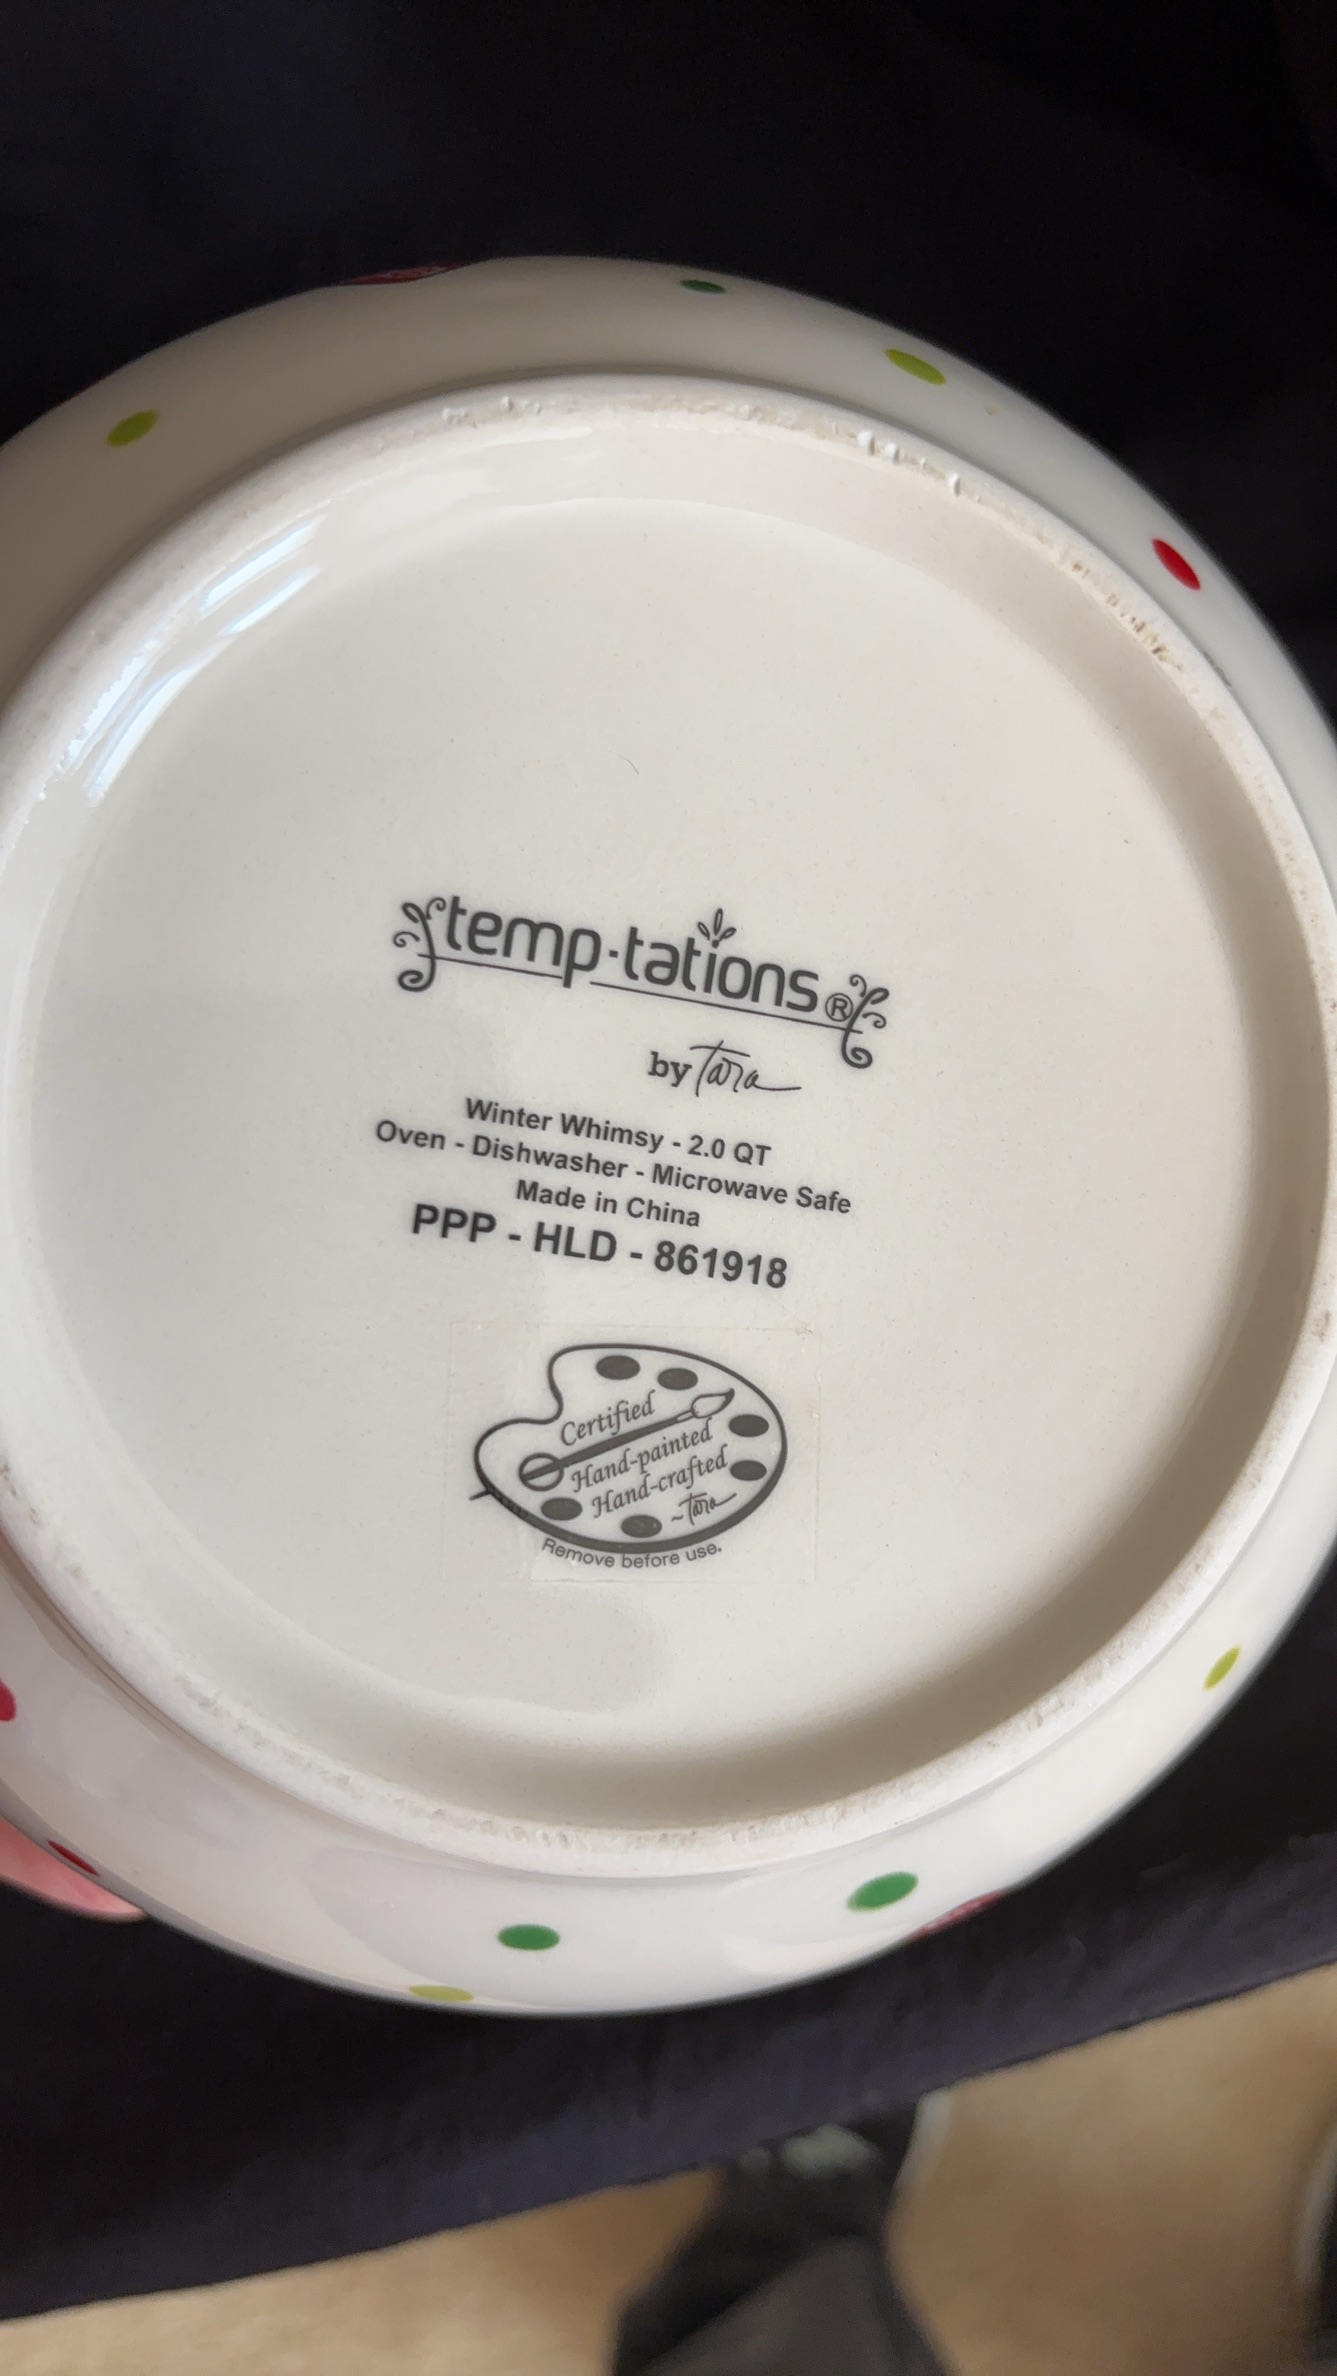 temp·tations®
by Tara
Winter Whimsy - 2.0 QT
Oven - Dishwasher - Microwave Safe
Made in China
PPP - HLD - 861918
Certified
Hand-painted
Hand-crafted
~Tara
Remove before use.